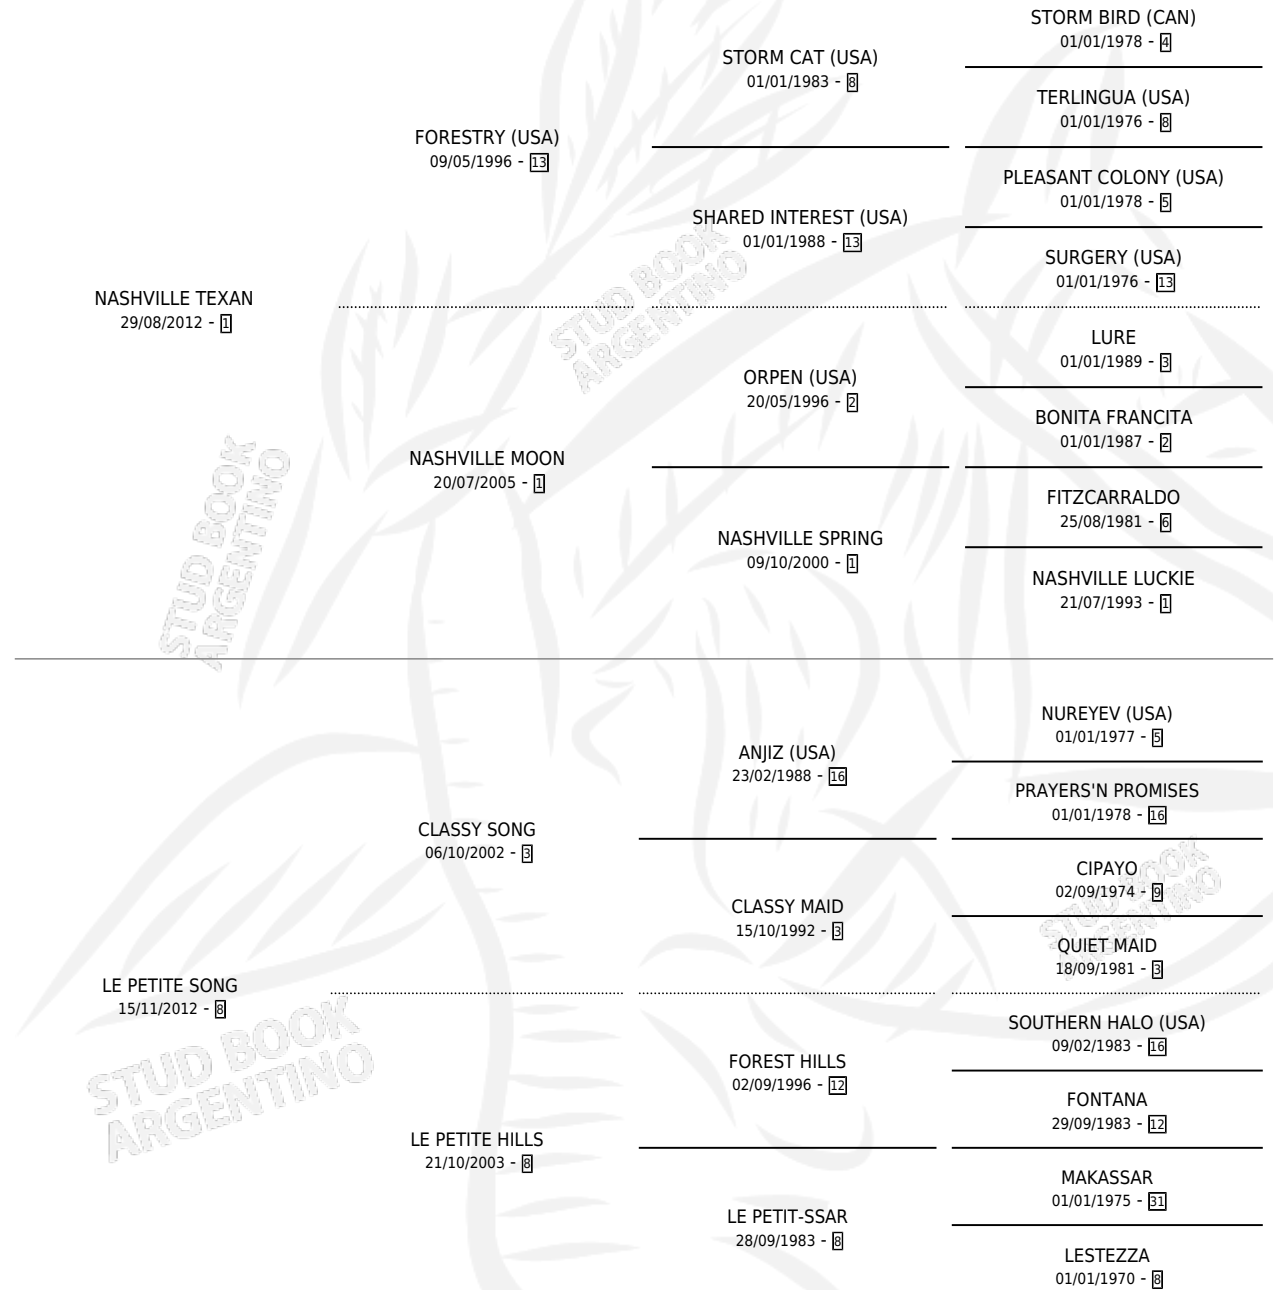 STORM BIRD (CAN)
01/01/1978 - 4
STORM CAT (USA)
01/01/1983 - 8
TERLINGUA (USA)
01/01/1976 - 8
FORESTRY (USA)
09/05/1996 - 13
PLEASANT COLONY (USA)
01/01/1978 - 5
SHARED INTEREST (USA)
01/01/1988 - 13
SURGERY (USA)
01/01/1976 - 13
NASHVILLE TEXAN
29/08/2012 - 1
LURE
01/01/1989 - 3
ORPEN (USA)
20/05/1996 - 2
BONITA FRANCITA
01/01/1987 - 2
NASHVILLE MOON
20/07/2005 - 1
FITZCARRALDO
25/08/1981 - 6
NASHVILLE SPRING
09/10/2000 - 1
NASHVILLE LUCKIE
21/07/1993 - 1
NUREYEV (USA)
01/01/1977 - 5
ANJIZ (USA)
23/02/1988 - 16
PRAYERS'N PROMISES
01/01/1978 - 16
CLASSY SONG
06/10/2002 - 3
CIPAYO
02/09/1974 - 9
CLASSY MAID
15/10/1992 - 3
QUIET MAID
18/09/1981 - 3
LE PETITE SONG
15/11/2012 - 8
SOUTHERN HALO (USA)
09/02/1983 - 16
FOREST HILLS
02/09/1996 - 12
FONTANA
29/09/1983 - 12
LE PETITE HILLS
21/10/2003 - 8
MAKASSAR
01/01/1975 - 31
LE PETIT-SSAR
28/09/1983 - 8
LESTEZZA
01/01/1970 - 8
STUD BOOK
ARGENTINO
STUD BOOK
ARGENTINO
STUD BOOK
ARGENTINO
STUD BOOK
ARGENTINO